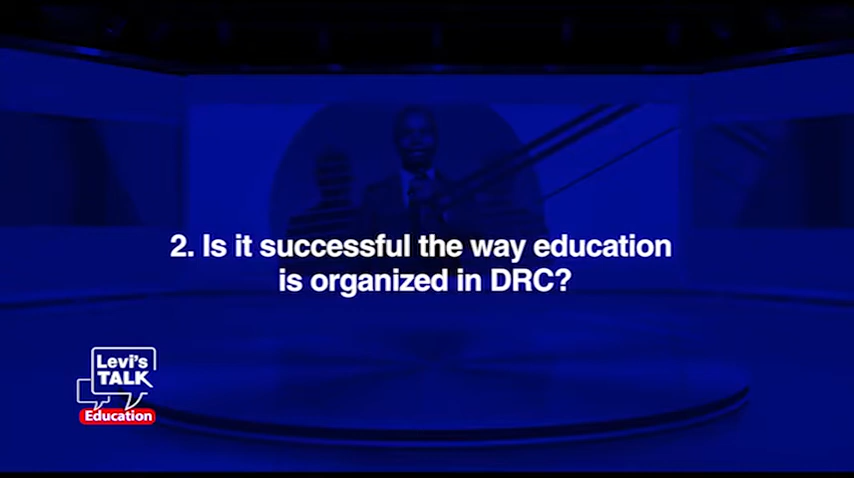 2. Is it successful the way education
is organized in DRC?
Levi's
TALK
Education